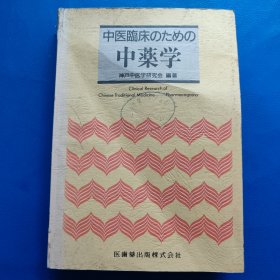 中医臨床のための
中薬学
神戸中医学研究会 編著
Clinical Research of
Chinese Traditional Medicine
Pharmacognosy
医歯薬出版株式会社